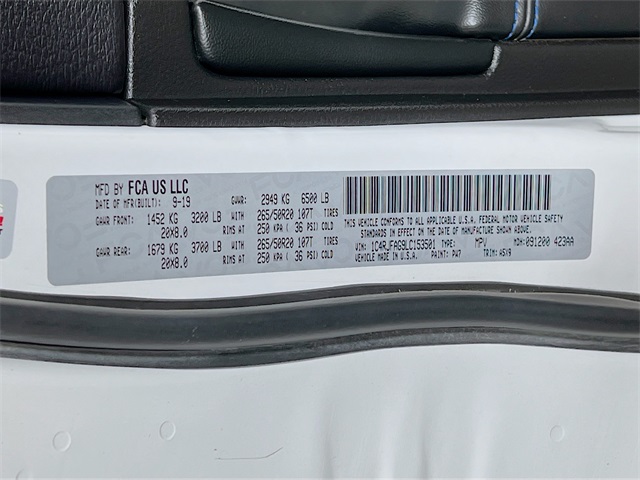 MFD BY FCA US LLC
DATE OF MFR(BUILT): 9-19
GVWR: 2949 KG 6500 LB
GAWR FRONT: 1452 KG 3200 LB WITH 265/50R20 107T TIRES
20X8.0 RIMS AT 250 KPA ( 36 PSI) COLD
GAWR REAR: 1679 KG 3700 LB WITH 265/50R20 107T TIRES
20X8.0 RIMS AT 250 KPA ( 36 PSI) COLD
THIS VEHICLE CONFORMS TO ALL APPLICABLE U.S.A. FEDERAL MOTOR VEHICLE SAFETY
STANDARDS IN EFFECT ON THE DATE OF MANUFACTURE SHOWN ABOVE.
VIN: 1C4RJFAG9LC153501 TYPE: MPV MDH: 091200 423AA
VEHICLE MADE IN U.S.A. PAINT: PW7 TRIM: A5X9